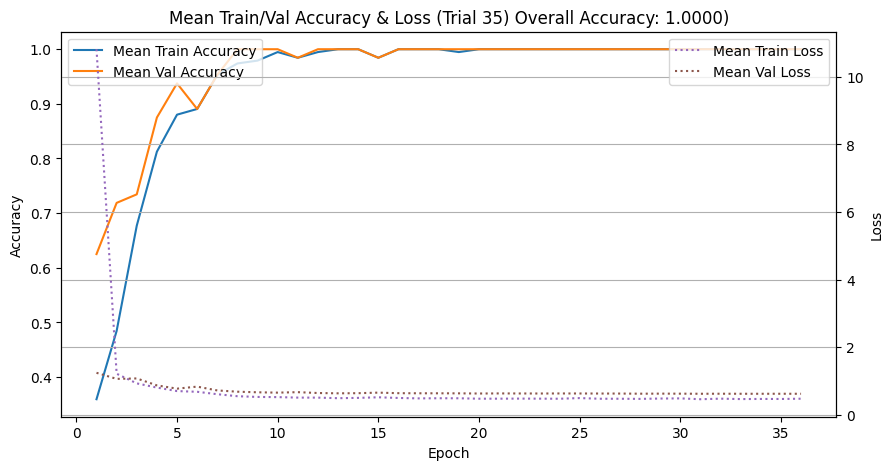 Mean Train/Val Accuracy & Loss (Trial 35) Overall Accuracy: 1.0000)
Mean Train Accuracy
Mean Val Accuracy
Mean Train Loss
Mean Val Loss
1.0
0.9
0.8
0.7
0.6
0.5
0.4
Accuracy
10
8
6
4
2
0
Loss
0 5 10 15 20 25 30 35
Epoch